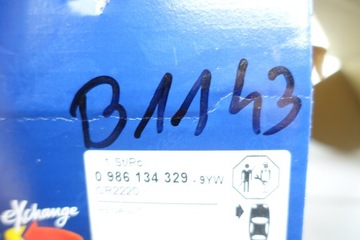 B1143
1 St/Pc
0 986 134 329 - 9YW
CR2220
eXchange